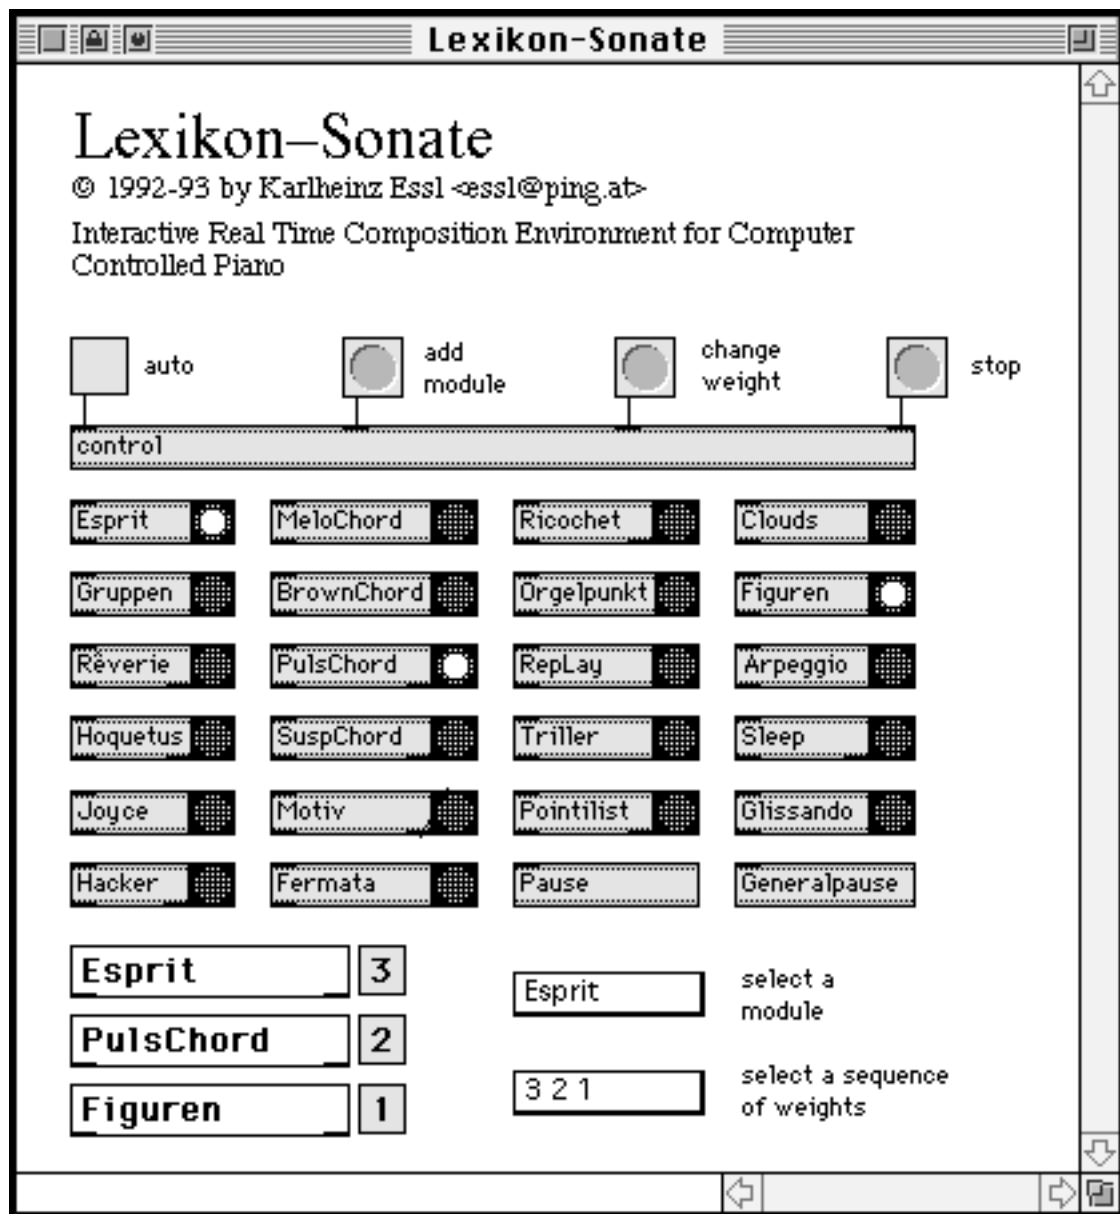 Lexikon-Sonate
Lexikon–Sonate
© 1992-93 by Karlheinz Essl <essl@ping.at>
Interactive Real Time Composition Environment for Computer
Controlled Piano
auto
add
module
change
weight
stop
control
Esprit MeloChord Ricochet Clouds
Gruppen BrownChord Orgelpunkt Figuren
Rêverie PulsChord RepLay Arpeggio
Hoquetus SuspChord Triller Sleep
Joyce Motiv Pointilist Glissando
Hacker Fermata Pause Generalpause
Esprit 3
PulsChord 2
Figuren 1
Esprit
select a
module
3 2 1
select a sequence
of weights